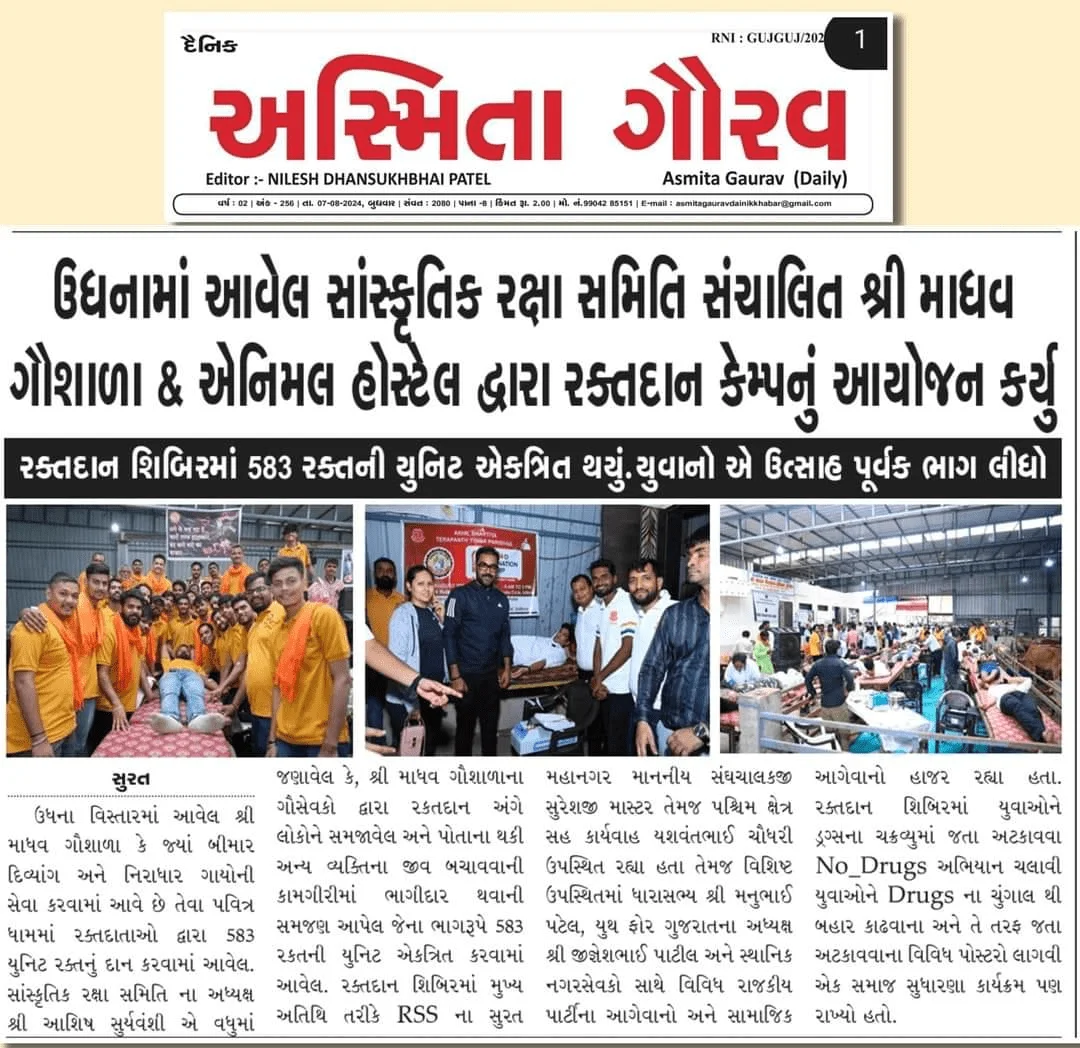 દૈનિક
RNI : GUJGUJ/202
1
અસ્મિતા ગૌરવ
Editor :- NILESH DHANSUKHBHAI PATEL
Asmita Gaurav (Daily)
વર્ષ : 02 | અંક - 256 | તા. 07-08-2024, બુધવાર | સંવત : 2080 | પાના -8 | કિંમત રૂા. 2.00 | મો. નં.99042 85151 | E-mail : asmitagauravdainikkhabar@gmail.com
ઉધનામાં આવેલ સાંસ્કૃતિક રક્ષા સમિતિ સંચાલિત શ્રી માધવ
ગૌશાળા & એનિમલ હોસ્ટેલ દ્વારા રક્તદાન કેમ્પનું આયોજન કર્યુ
રક્તદાન શિબિરમાં 583 રક્તની યુનિટ એકત્રિત થયું.યુવાનો એ ઉત્સાહ પૂર્વક ભાગ લીધો
AKHIL BHARTIYA
TERAPANTH YUVAK PARISHAD
સુરત
ઉધના વિસ્તારમાં આવેલ શ્રી
માધવ ગૌશાળા કે જ્યાં બીમાર
દિવ્યાંગ અને નિરાધાર ગાયોની
સેવા કરવામાં આવે છે તેવા પવિત્ર
ધામમાં રક્તદાતાઓ દ્વારા 583
યુનિટ રક્તનું દાન કરવામાં આવેલ.
સાંસ્કૃતિક રક્ષા સમિતિ ના અધ્યક્ષ
શ્રી આશિષ સુર્યવંશી એ વધુમાં
જણાવેલ કે, શ્રી માધવ ગૌશાળાના
ગૌસેવકો દ્વારા રકતદાન અંગે
લોકોને સમજાવેલ અને પોતાના થકી
અન્ય વ્યક્તિના જીવ બચાવવાની
કામગીરીમાં ભાગીદાર થવાની
સમજણ આપેલ જેના ભાગરૂપે 583
રકતની યુનિટ એકત્રિત કરવામાં
આવેલ. રક્તદાન શિબિરમાં મુખ્ય
અતિથિ તરીકે RSS ના સુરત
મહાનગર માનનીય સંઘચાલકજી
સુરેશજી માસ્ટર તેમજ પશ્ચિમ ક્ષેત્ર
સહ કાર્યવાહ યશવંતભાઈ ચૌધરી
ઉપસ્થિત રહ્યા હતા તેમજ વિશિષ્ટ
ઉપસ્થિતમાં ધારાસભ્ય શ્રી મનુભાઈ
પટેલ, યુથ ફોર ગુજરાતના અધ્યક્ષ
શ્રી જીજ્ઞેશભાઈ પાટીલ અને સ્થાનિક
નગરસેવકો સાથે વિવિધ રાજકીય
પાર્ટીના આગેવાનો અને સામાજિક
આગેવાનો હાજર રહ્યા હતા.
રક્તદાન શિબિરમાં યુવાઓને
ડ્રગ્સના ચક્રવ્યુમાં જતા અટકાવવા
No_Drugs અભિયાન ચલાવી
યુવાઓને Drugs ના ચુંગાલ થી
બહાર કાઢવાના અને તે તરફ જતા
અટકાવવાના વિવિધ પોસ્ટરો લાગવી
એક સમાજ સુધારણા કાર્યક્રમ પણ
રાખ્યો હતો.